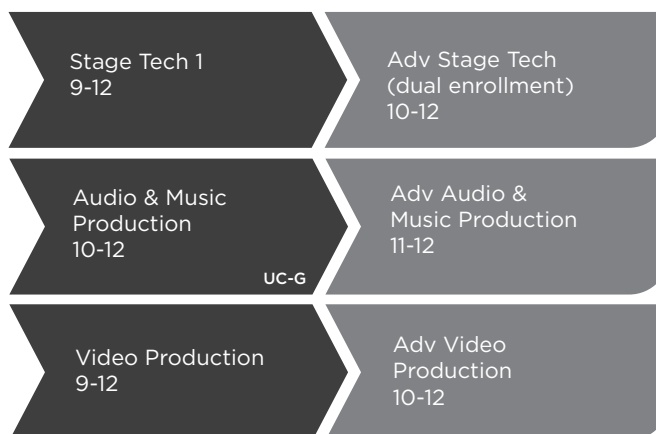 Stage Tech 1
9-12
Adv Stage Tech
(dual enrollment)
10-12
Audio & Music
Production
10-12
UC-G
Adv Audio &
Music Production
11-12
Video Production
9-12
Adv Video
Production
10-12